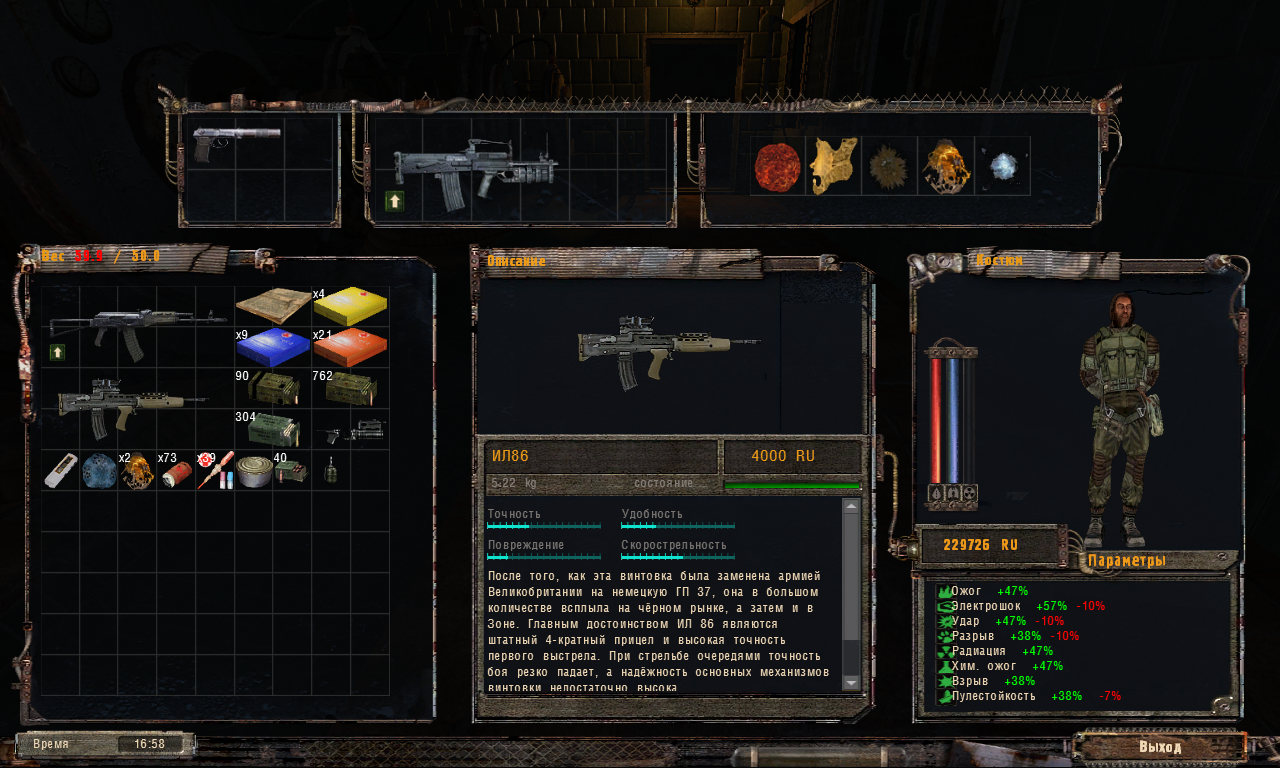 Вес / 50.0
Описание
Костюм
x4
x9 x21
90 762
304
x2 x73 40
ИЛ86 4000 RU
5.22 kg состояние
Точность Удобность
Повреждение Скорострельность
После того, как эта винтовка была заменена армией
Великобритании на немецкую ГП 37, она в большом
количестве всплыла на чёрном рынке, а затем и в
Зоне. Главным достоинством ИЛ 86 являются
штатный 4-кратный прицел и высокая точность
первого выстрела. При стрельбе очередями точность
боя резко падает, а надёжность основных механизмов
винтовки недостаточно высока
229726 RU
Параметры
Ожог +47%
Электрошок +57% -10%
Удар +47% -10%
Разрыв +38% -10%
Радиация +47%
Хим. ожог +47%
Взрыв +38%
Пулестойкость +38% -7%
Время 16:58
Выход